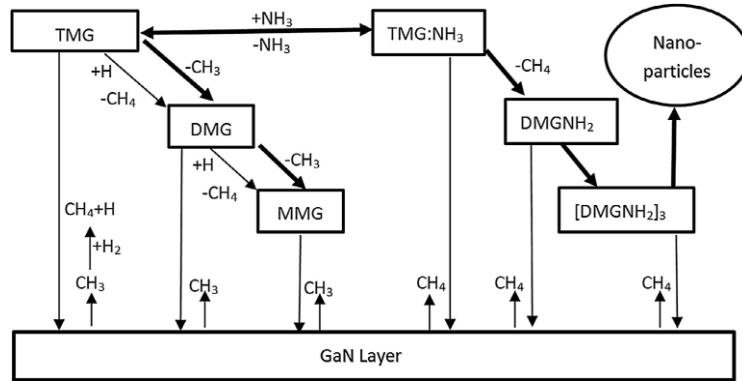 +NH₃
TMG
TMG:NH₃
Nano-
particles
-NH₃
-CH₃
-CH₄
+H
-CH₄
DMG
DMGNH₂
+H
-CH₃
-CH₄
MMG
[DMGNH₂]₃
CH₄+H
+H₂
CH₃
CH₃
CH₃
CH₄
CH₄
CH₄
GaN Layer